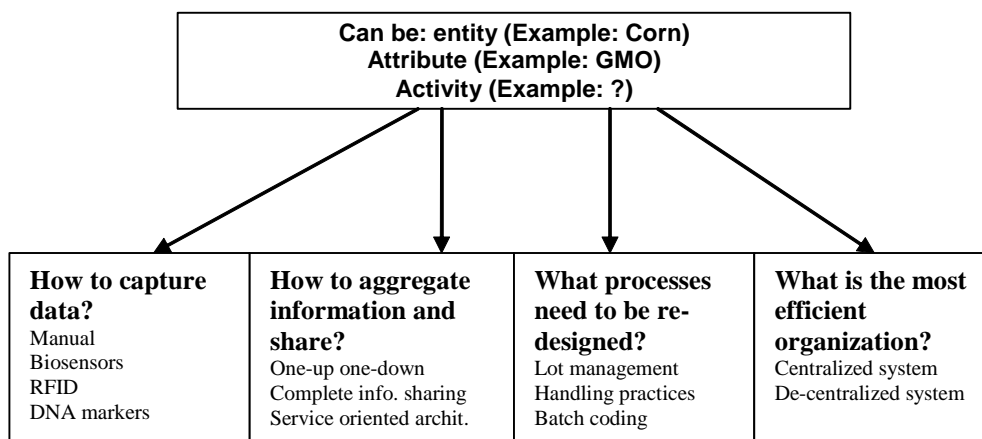 Can be: entity (Example: Corn)
Attribute (Example: GMO)
Activity (Example: ?)
How to capture
data?
Manual
Biosensors
RFID
DNA markers
How to aggregate
information and
share?
One-up one-down
Complete info. sharing
Service oriented archit.
What processes
need to be re-
designed?
Lot management
Handling practices
Batch coding
What is the most
efficient
organization?
Centralized system
De-centralized system